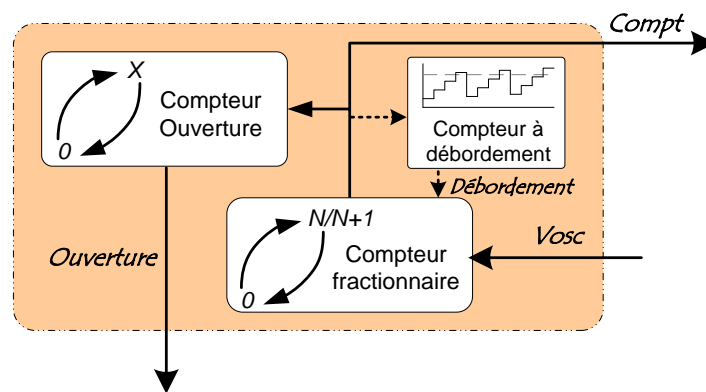 Compt
X
Compteur
Ouverture
0
Compteur à
débordement
Débordement
N/N+1
Compteur
fractionnaire
0
Vosc
Ouverture